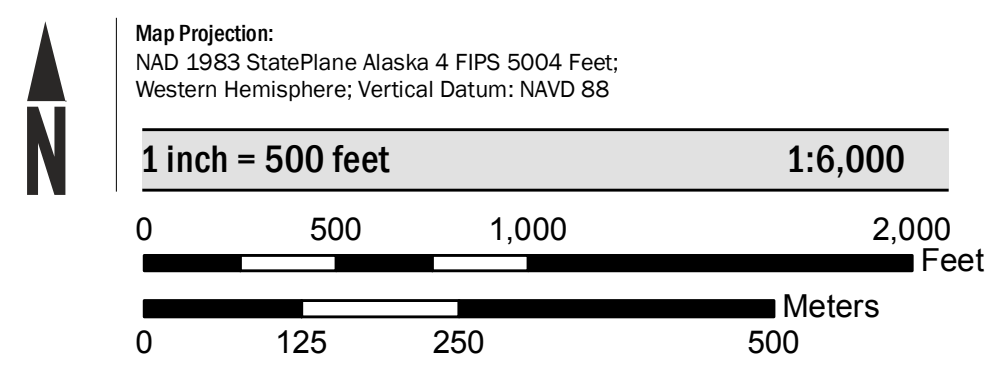 N
Map Projection:
NAD 1983 StatePlane Alaska 4 FIPS 5004 Feet;
Western Hemisphere; Vertical Datum: NAVD 88
1 inch = 500 feet 1:6,000
0 500 1,000 2,000
Feet
Meters
0 125 250 500